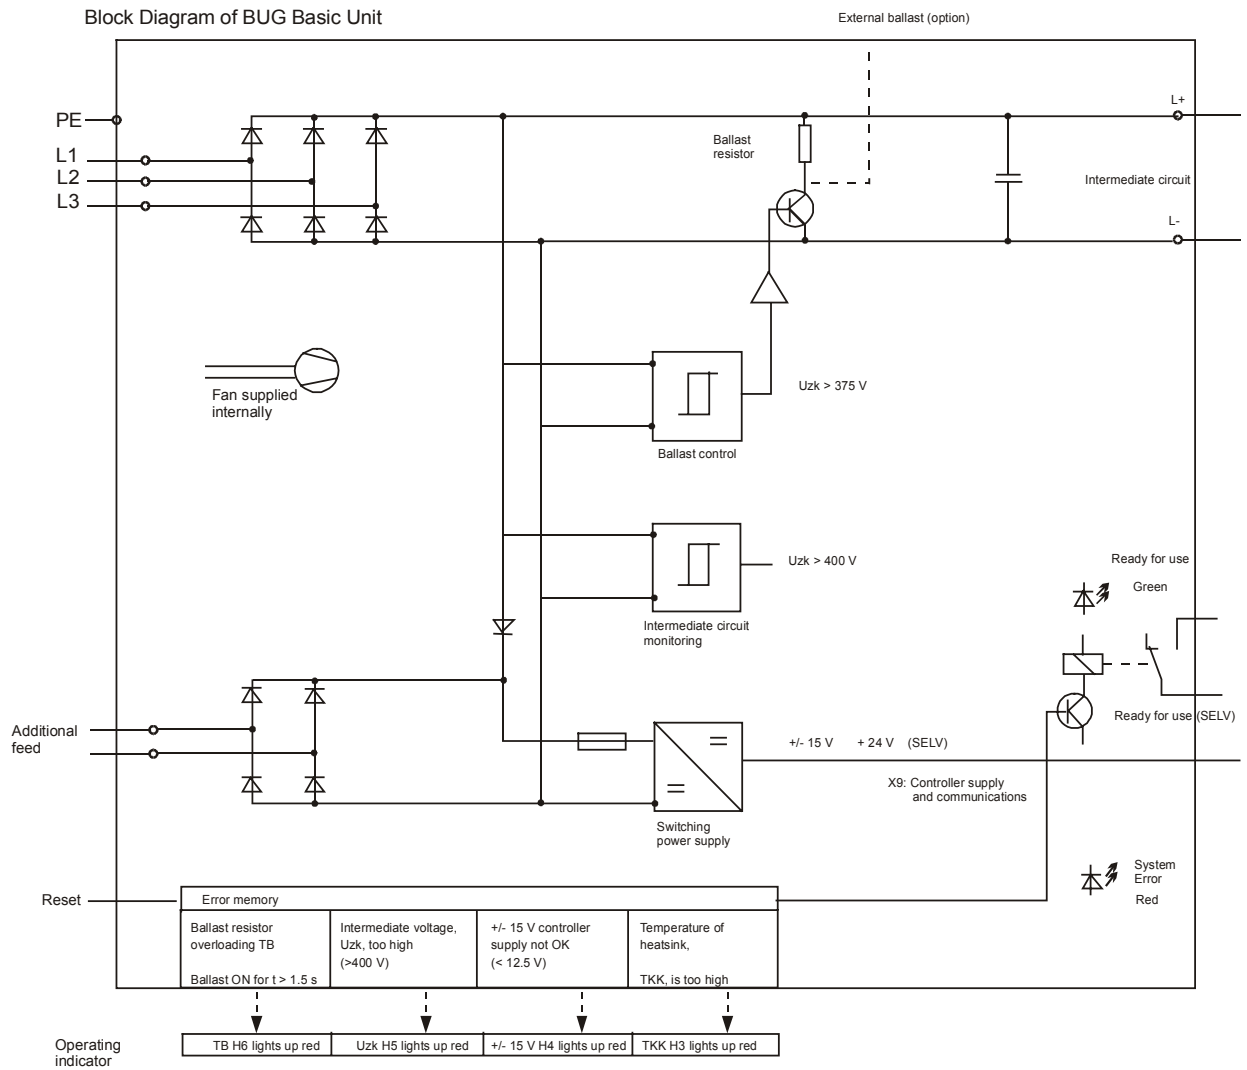 Block Diagram of BUG Basic Unit
External ballast (option)
PE
L1
L2
L3
Ballast
resistor
L+
Intermediate circuit
L-
Fan supplied
internally
Uzk > 375 V
Ballast control
Uzk > 400 V
Intermediate circuit
monitoring
Ready for use
Green
Additional
feed
Ready for use (SELV)
+/- 15 V + 24 V (SELV)
X9: Controller supply
and communications
Switching
power supply
System
Error
Red
Reset
Error memory
Ballast resistor
overloading TB
Ballast ON for t > 1.5 s
Intermediate voltage,
Uzk, too high
(>400 V)
+/- 15 V controller
supply not OK
(< 12.5 V)
Temperature of
heatsink,
TKK, is too high
Operating
indicator
TB H6 lights up red
Uzk H5 lights up red
+/- 15 V H4 lights up red
TKK H3 lights up red